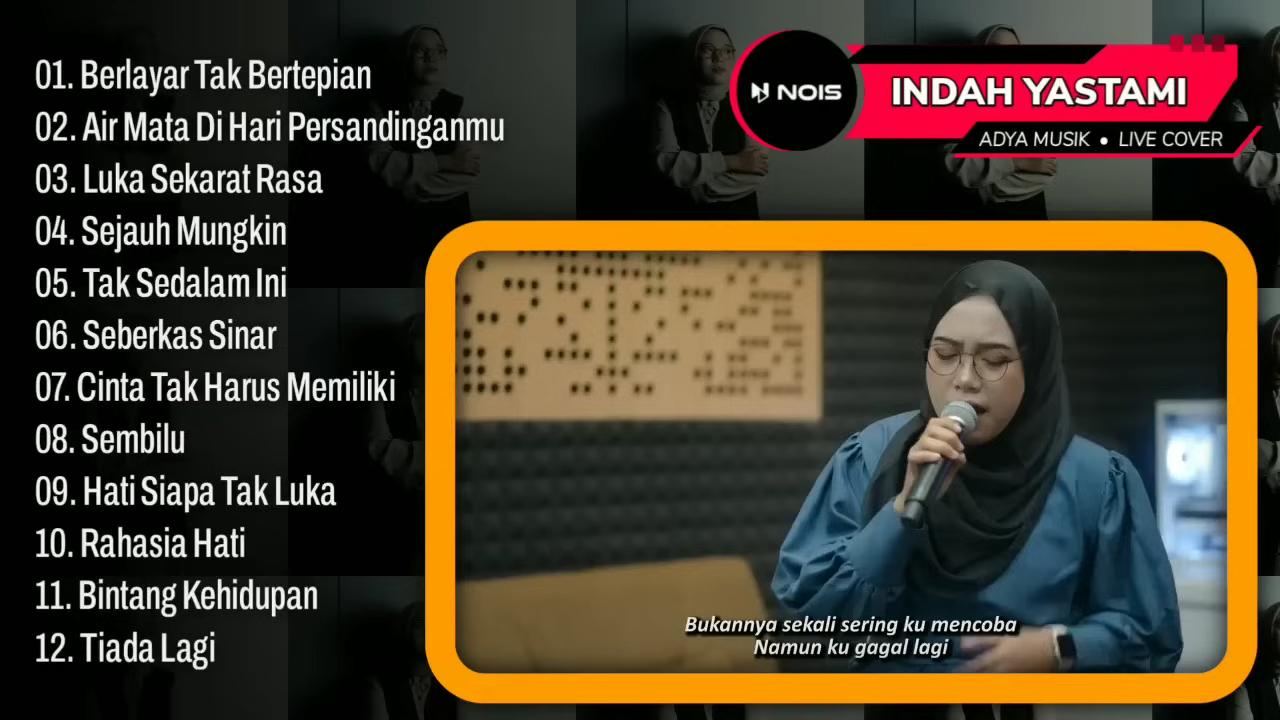 01. Berlayar Tak Bertepian
02. Air Mata Di Hari Persandinganmu
03. Luka Sekarat Rasa
04. Sejauh Mungkin
05. Tak Sedalam Ini
06. Seberkas Sinar
07. Cinta Tak Harus Memiliki
08. Sembilu
09. Hati Siapa Tak Luka
10. Rahasia Hati
11. Bintang Kehidupan
12. Tiada Lagi
NOIS
INDAH YASTAMI
ADYA MUSIK • LIVE COVER
Bukannya sekali sering ku mencoba
Namun ku gagal lagi